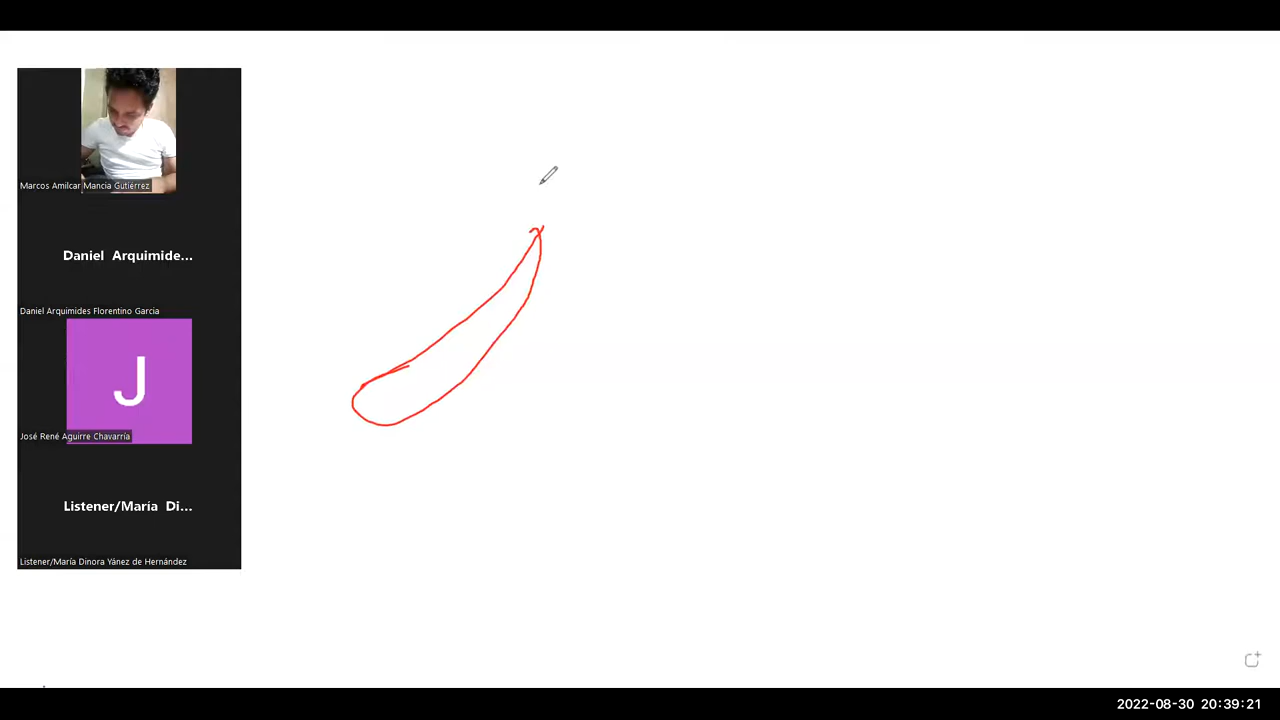 Marcos Amilcar Mancia Gutiérrez
Daniel Arquimide...
Daniel Arquimides Florentino Garcia
J
José René Aguirre Chavarría
Listener/María Di...
Listener/María Dinora Yánez de Hernández
2022-08-30 20:39:21